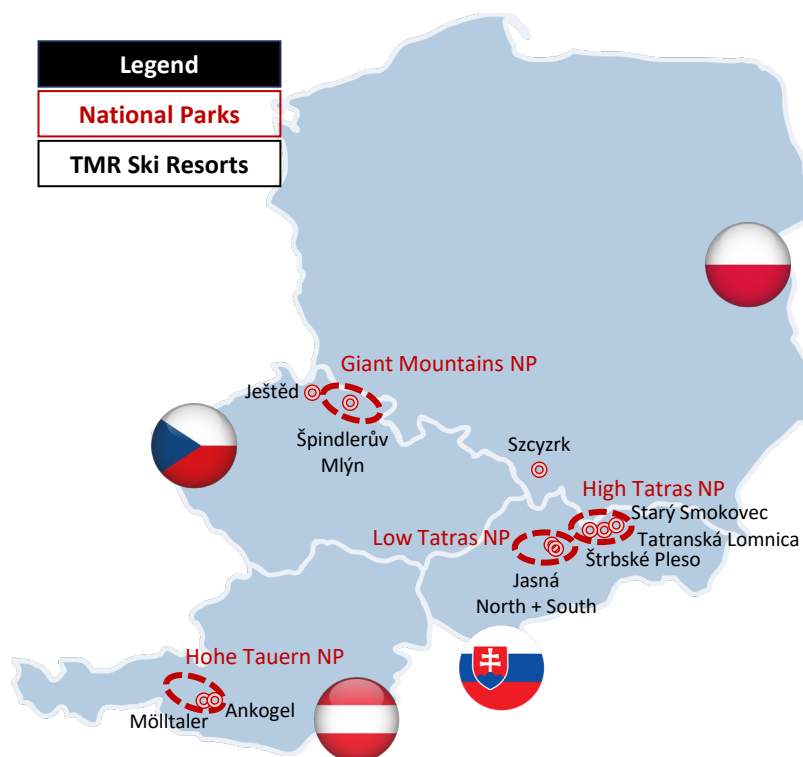 Legend
National Parks
TMR Ski Resorts
Giant Mountains NP
Ještěd
Špindlerův
Mlýn
Szcyzrk
High Tatras NP
Starý Smokovec
Low Tatras NP
Tatranská Lomnica
Štrbské Pleso
Jasná
North + South
Hohe Tauern NP
Mölltaler
Ankogel